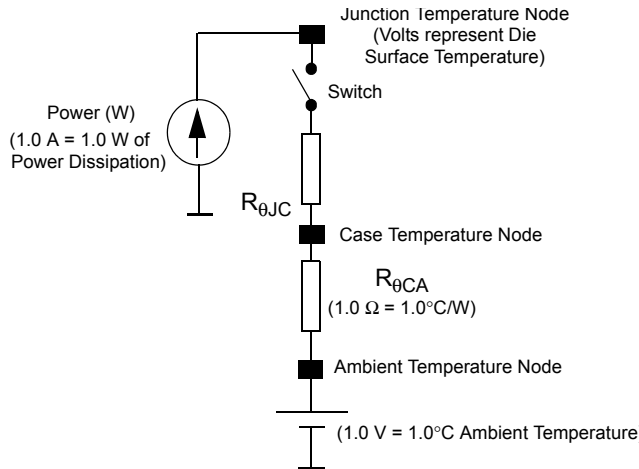 Junction Temperature Node
(Volts represent Die
Surface Temperature)
Switch
Power (W)
(1.0 A = 1.0 W of
Power Dissipation)
RθJC
Case Temperature Node
RθCA
(1.0 Ω = 1.0°C/W)
Ambient Temperature Node
(1.0 V = 1.0°C Ambient Temperature